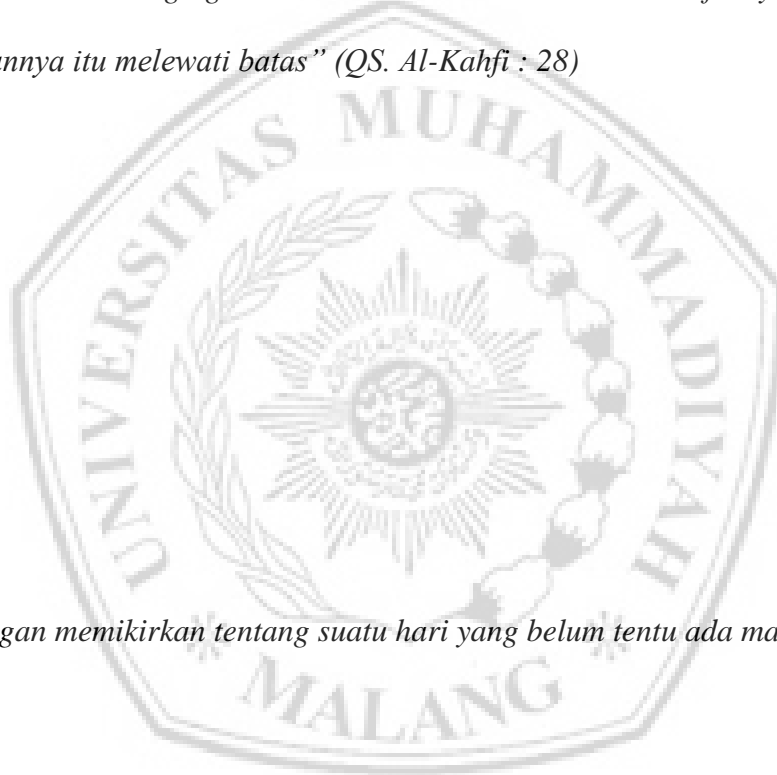 annya itu melewati batas” (QS. Al-Kahfi : 28)
UNIVERSITAS MUHAMMADIYAH
MALANG
gan memikirkan tentang suatu hari yang belum tentu ada ma